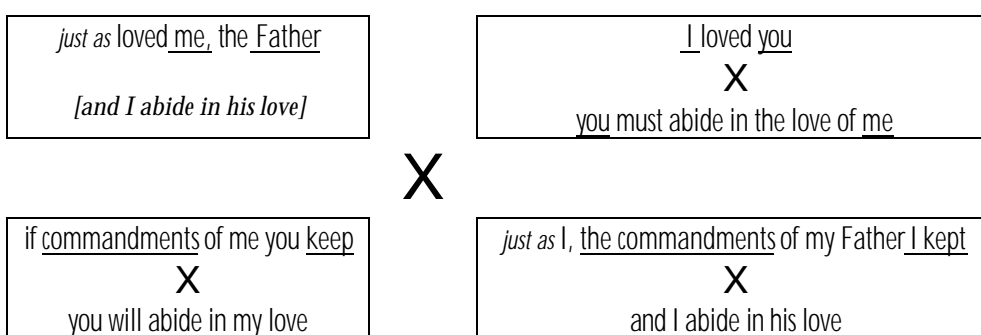 just as loved me, the Father
[and I abide in his love]
I loved you
X
you must abide in the love of me
X
if commandments of me you keep
X
you will abide in my love
just as I, the commandments of my Father I kept
X
and I abide in his love